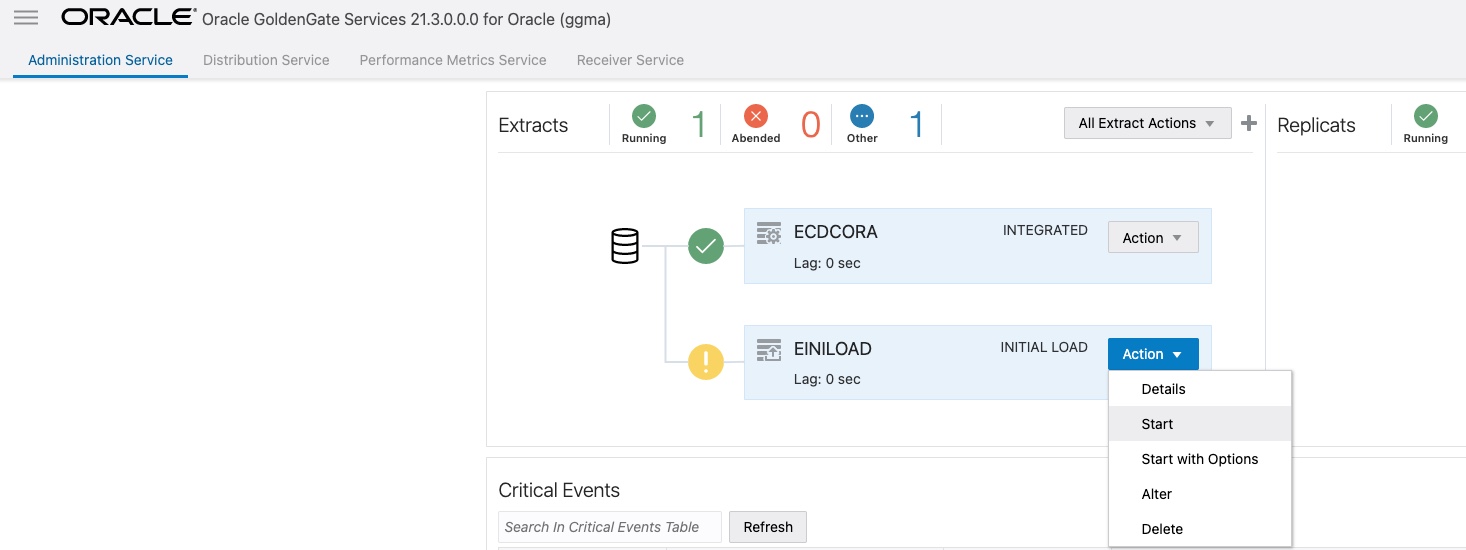 ORACLE Oracle GoldenGate Services 21.3.0.0.0 for Oracle (ggma)
Administration Service Distribution Service Performance Metrics Service Receiver Service
Extracts Running 1 Abended 0 Other 1 All Extract Actions Replicats Running
ECDCORA INTEGRATED Action
Lag: 0 sec
EINILOAD INITIAL LOAD Action
Lag: 0 sec
Details
Start
Start with Options
Alter
Delete
Critical Events
Search In Critical Events Table Refresh